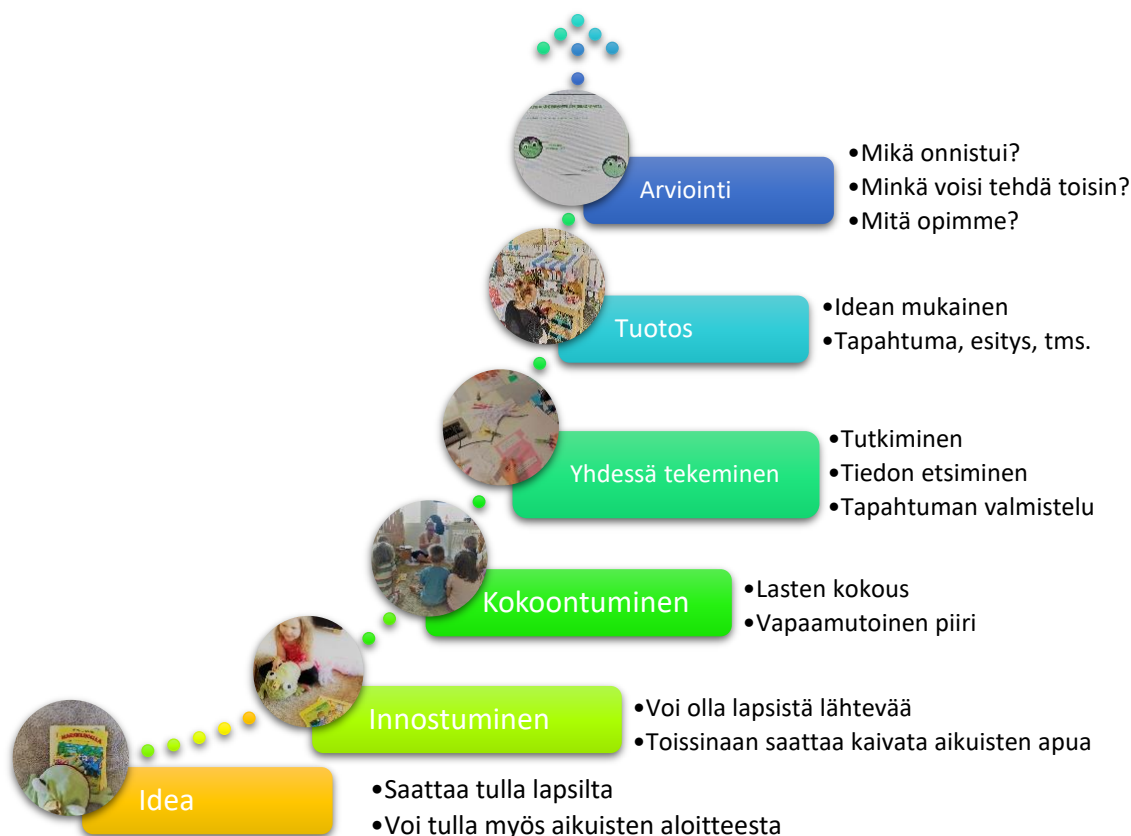 Arviointi
•Mikä onnistui?
•Minkä voisi tehdä toisin?
•Mitä opimme?
Tuotos
•Idean mukainen
•Tapahtuma, esitys, tms.
Yhdessä tekeminen
•Tutkiminen
•Tiedon etsiminen
•Tapahtuman valmistelu
Kokoontuminen
•Lasten kokous
•Vapaamutoinen piiri
Innostuminen
•Voi olla lapsista lähtevää
•Toissinaan saattaa kaivata aikuisten apua
Idea
•Saattaa tulla lapsilta
•Voi tulla myös aikuisten aloitteesta